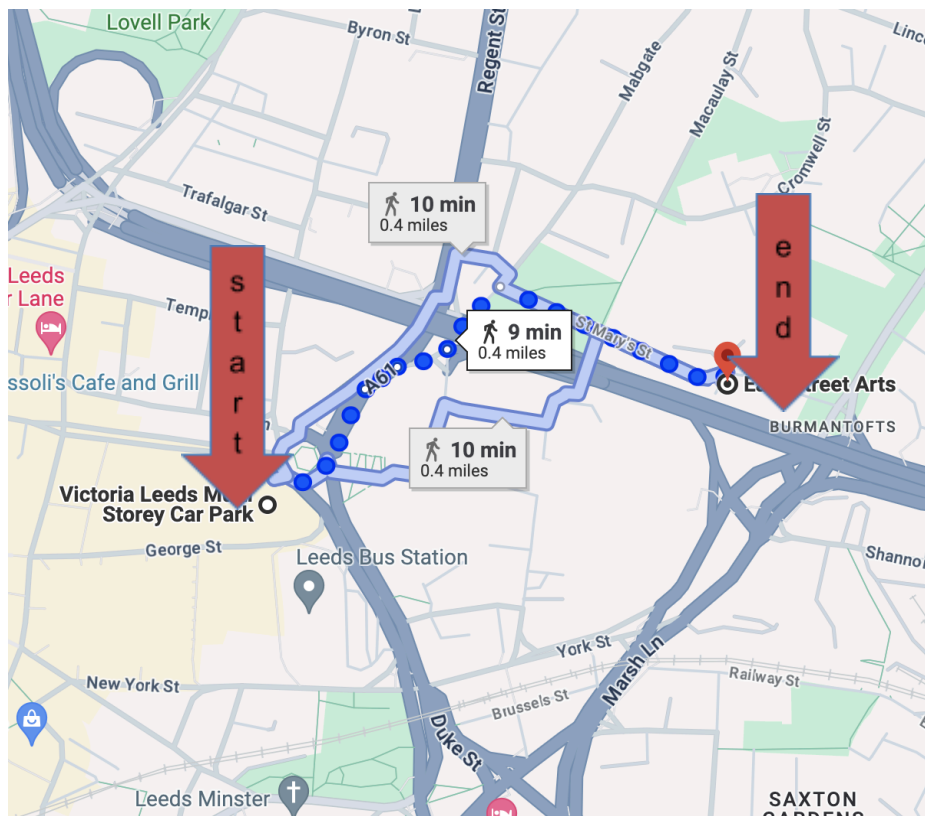 Lovell Park
Byron St
Regent St
Mabgate
Macaulay St
Cromwell St
Trafalgar St
10 min
0.4 miles
start
end
Leeds
Lane
9 min
0.4 miles
St Mary's St
A61
East Street Arts
BURMANTOFTS
ssoli's Cafe and Grill
10 min
0.4 miles
Victoria Leeds
Storey Car Park
George St
Leeds Bus Station
York St
Marsh Ln
Railway St
New York St
Brussels St
Duke St
Leeds Minster
SAXTON
GARDENS